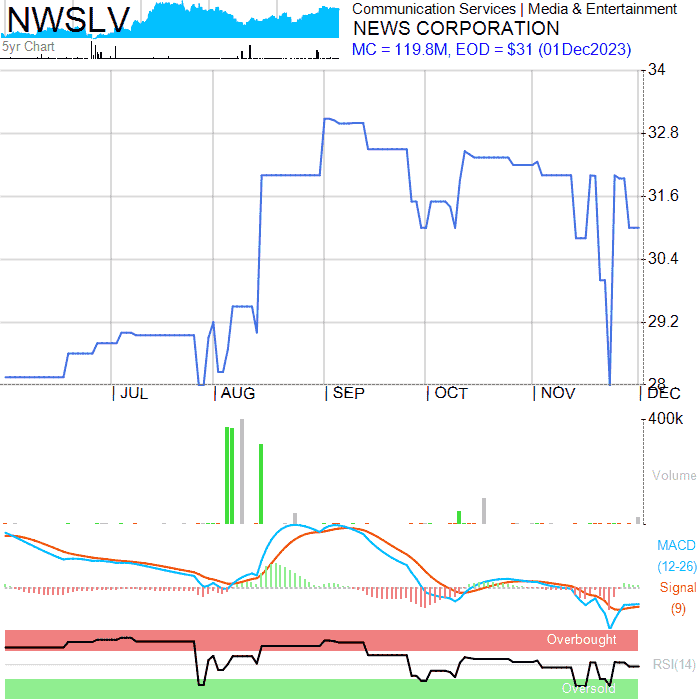 NWSLV
Communication Services | Media & Entertainment
NEWS CORPORATION
MC = 119.8M, EOD = $31 (01Dec2023)
5yr Chart
34
32.8
31.6
30.4
29.2
28
JUL AUG SEP OCT NOV DEC
400k
Volume
MACD
(12-26)
Signal
(9)
Overbought
RSI(14)
Oversold